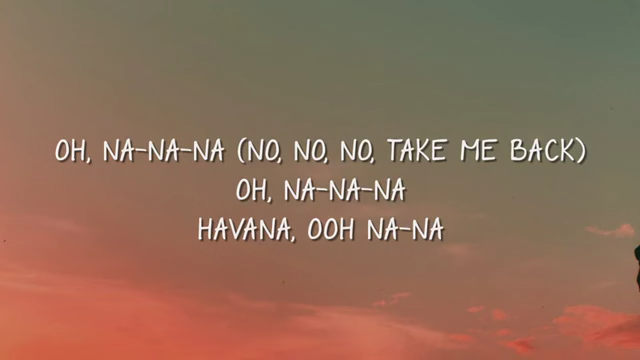 OH, NA-NA-NA (NO, NO, NO, TAKE ME BACK)
OH, NA-NA-NA
HAVANA, OOH NA-NA